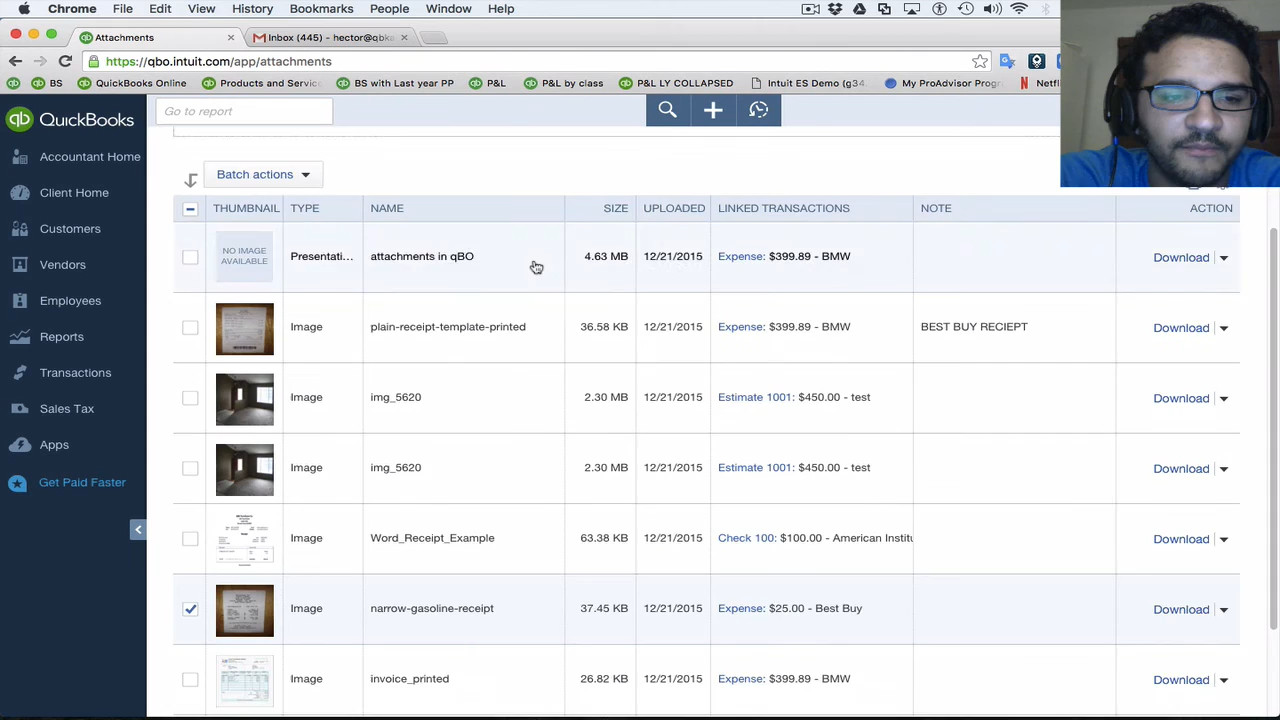 Chrome File Edit View History Bookmarks People Window Help
Attachments
Inbox (445) - hector@qbka
https://qbo.intuit.com/app/attachments
BS QuickBooks Online Products and Service BS with Last year PP P&L P&L by class P&L LY COLLAPSED Intuit ES Demo (g34 My ProAdvisor Progr Netf
QuickBooks
Go to report
Accountant Home
Client Home
Customers
Vendors
Employees
Reports
Transactions
Sales Tax
Apps
Get Paid Faster
Batch actions
THUMBNAIL TYPE NAME SIZE UPLOADED LINKED TRANSACTIONS NOTE ACTION
NO IMAGE
AVAILABLE
Presentati... attachments in qBO 4.63 MB 12/21/2015 Expense: $399.89 - BMW Download
Image plain-receipt-template-printed 36.58 KB 12/21/2015 Expense: $399.89 - BMW BEST BUY RECIEPT Download
Image img_5620 2.30 MB 12/21/2015 Estimate 1001: $450.00 - test Download
Image img_5620 2.30 MB 12/21/2015 Estimate 1001: $450.00 - test Download
Image Word_Receipt_Example 63.38 KB 12/21/2015 Check 100: $100.00 - American Instit Download
Image narrow-gasoline-receipt 37.45 KB 12/21/2015 Expense: $25.00 - Best Buy Download
Image invoice_printed 26.82 KB 12/21/2015 Expense: $399.89 - BMW Download